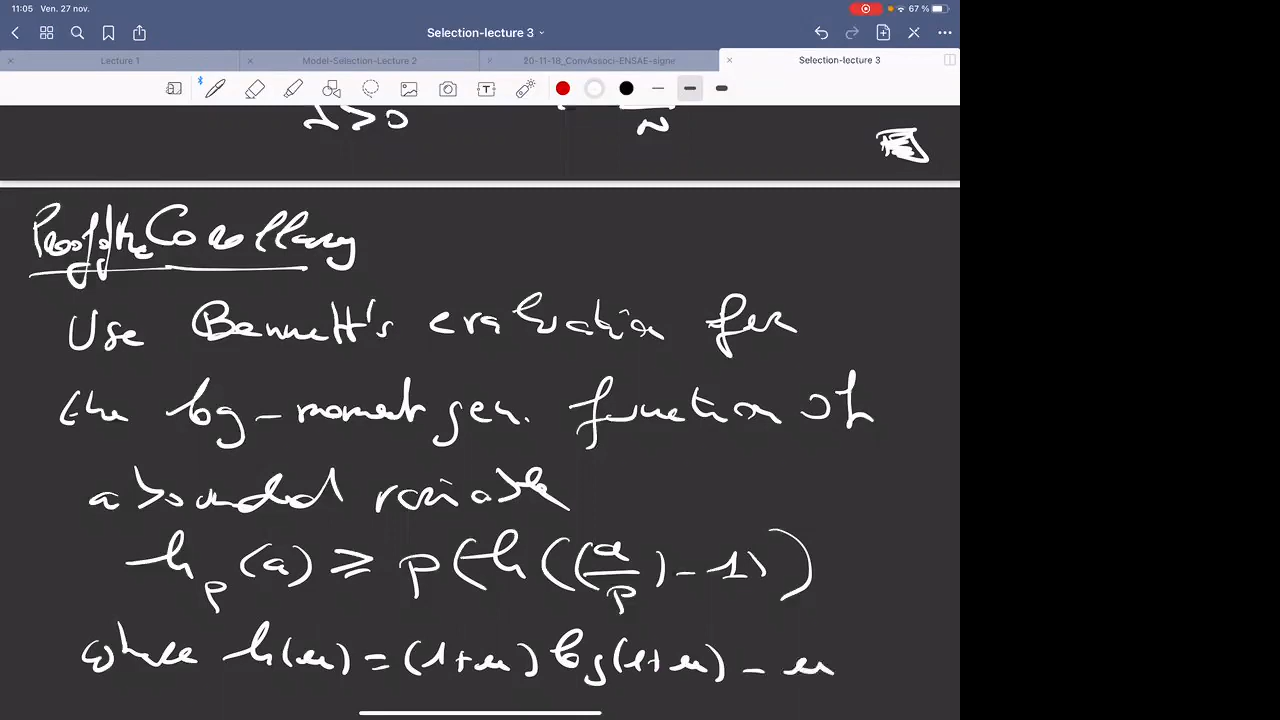 11:05 Ven. 27 nov.
67 %
Selection-lecture 3
Lecture 1
Model-Selection-Lecture 2
20-11-18_ConvAssoci-ENSAE-signe
Selection-lecture 3
λ > 0
n
Proof of the Corollary
Use Bennett's evaluation for
the log-moment gen. function of
a bounded variable
h_p(a) ≥ p(h((a/p) - 1))
where h(u) = (1+u) log(1+u) - u